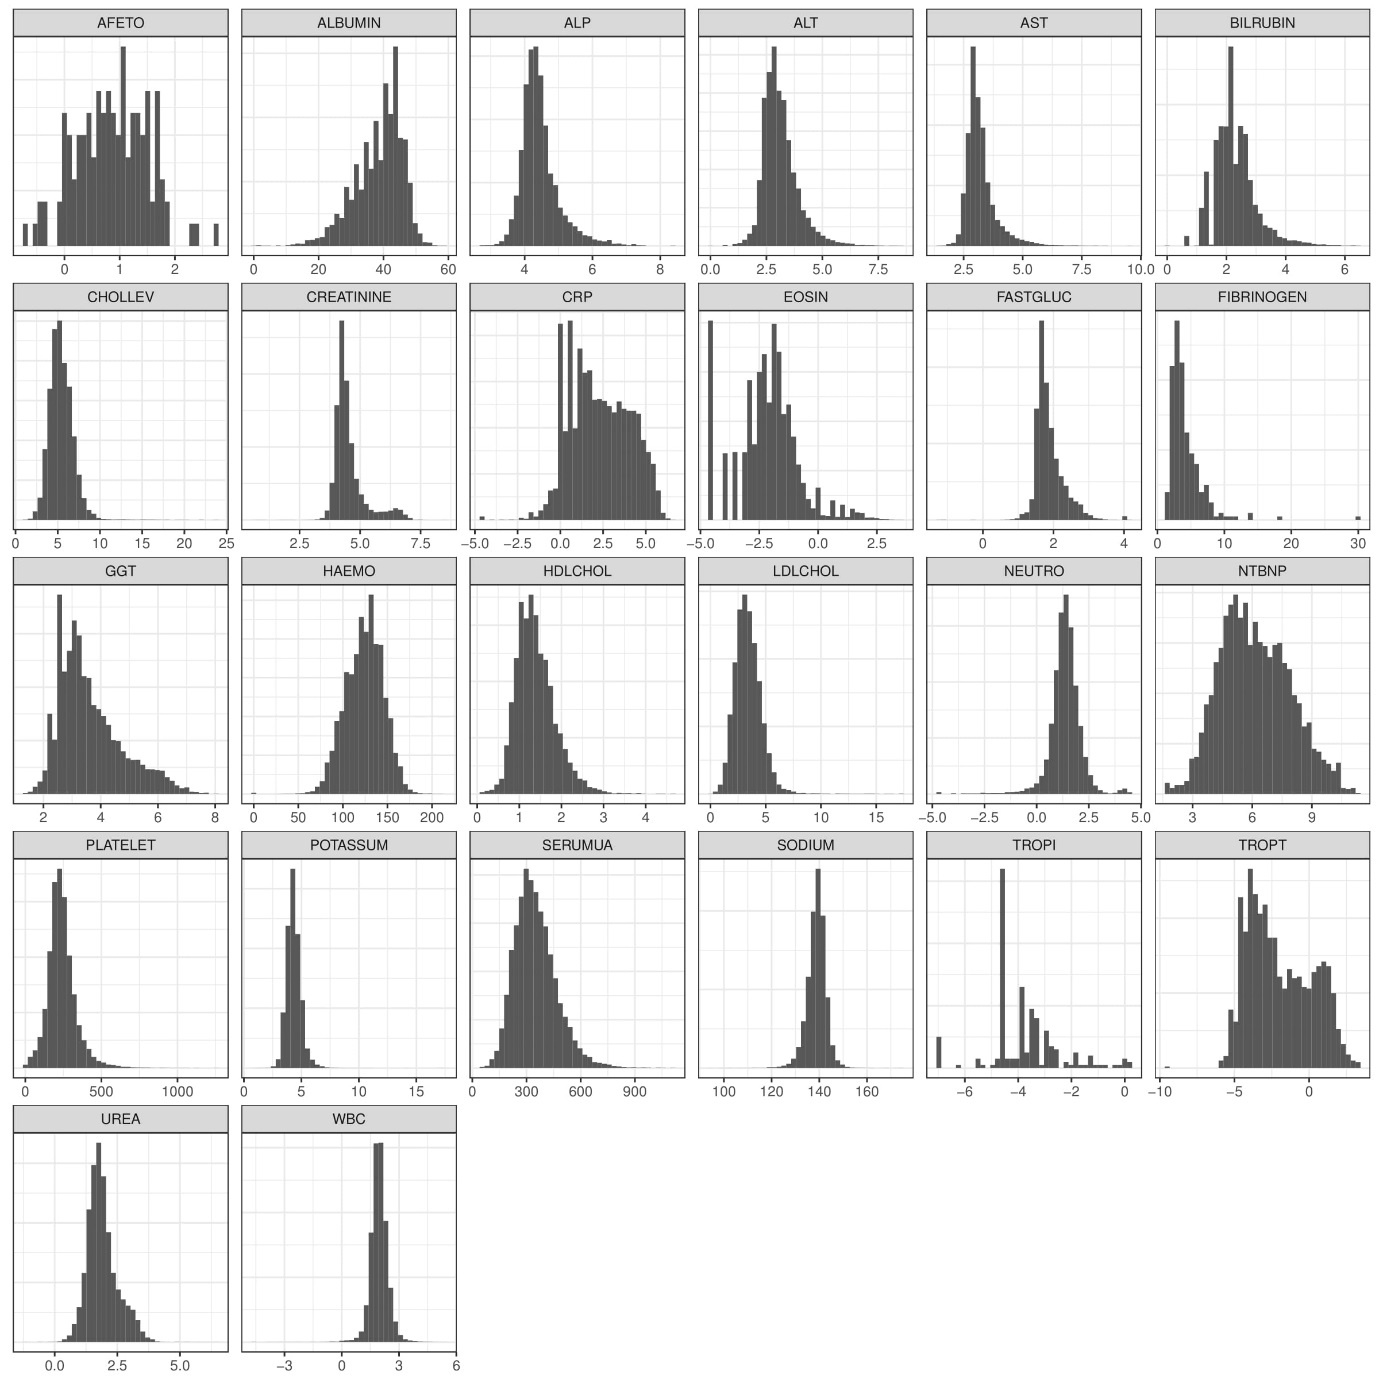 AFETO ALBUMIN ALP ALT AST BILRUBIN
0 1 2 0 20 40 60 4 6 8 0.0 2.5 5.0 7.5 2.5 5.0 7.5 10.0 0 2 4 6
CHOLLEV CREATININE CRP EOSIN FASTGLUC FIBRINOGEN
0 5 10 15 20 25 2.5 5.0 7.5 −5.0 −2.5 0.0 2.5 5.0 −5.0 −2.5 0.0 2.5 0 2 4 0 10 20 30
GGT HAEMO HDLCHOL LDLCHOL NEUTRO NTBNP
2 4 6 8 0 50 100 150 200 0 1 2 3 4 0 5 10 15 −5.0 −2.5 0.0 2.5 5.0 3 6 9
PLATELET POTASSUM SERUMUA SODIUM TROPI TROPT
0 500 1000 0 5 10 15 0 300 600 900 100 120 140 160 −6 −4 −2 0 −10 −5 0
UREA WBC
0.0 2.5 5.0 −3 0 3 6